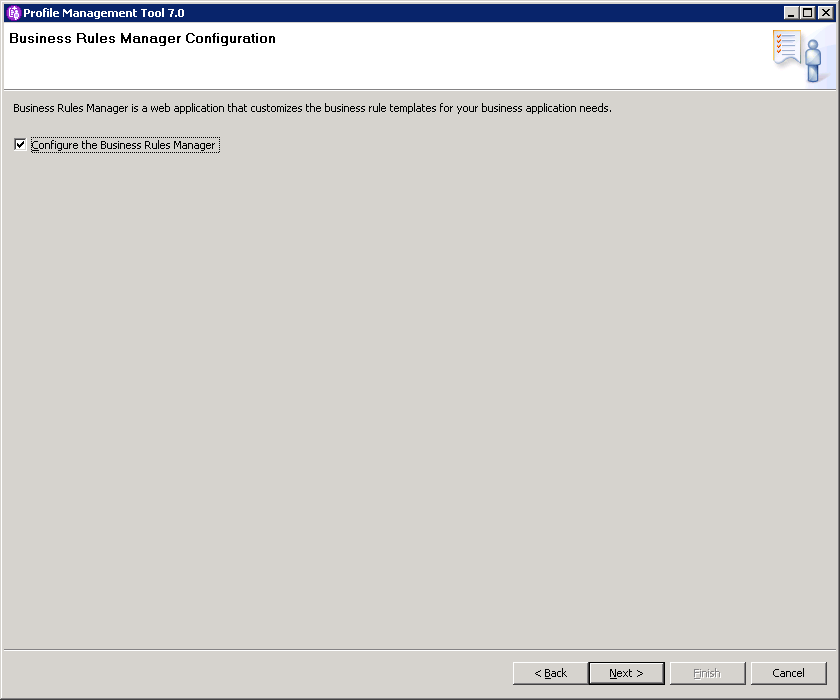 Profile Management Tool 7.0
Business Rules Manager Configuration
Business Rules Manager is a web application that customizes the business rule templates for your business application needs.
Configure the Business Rules Manager
< Back Next > Finish Cancel